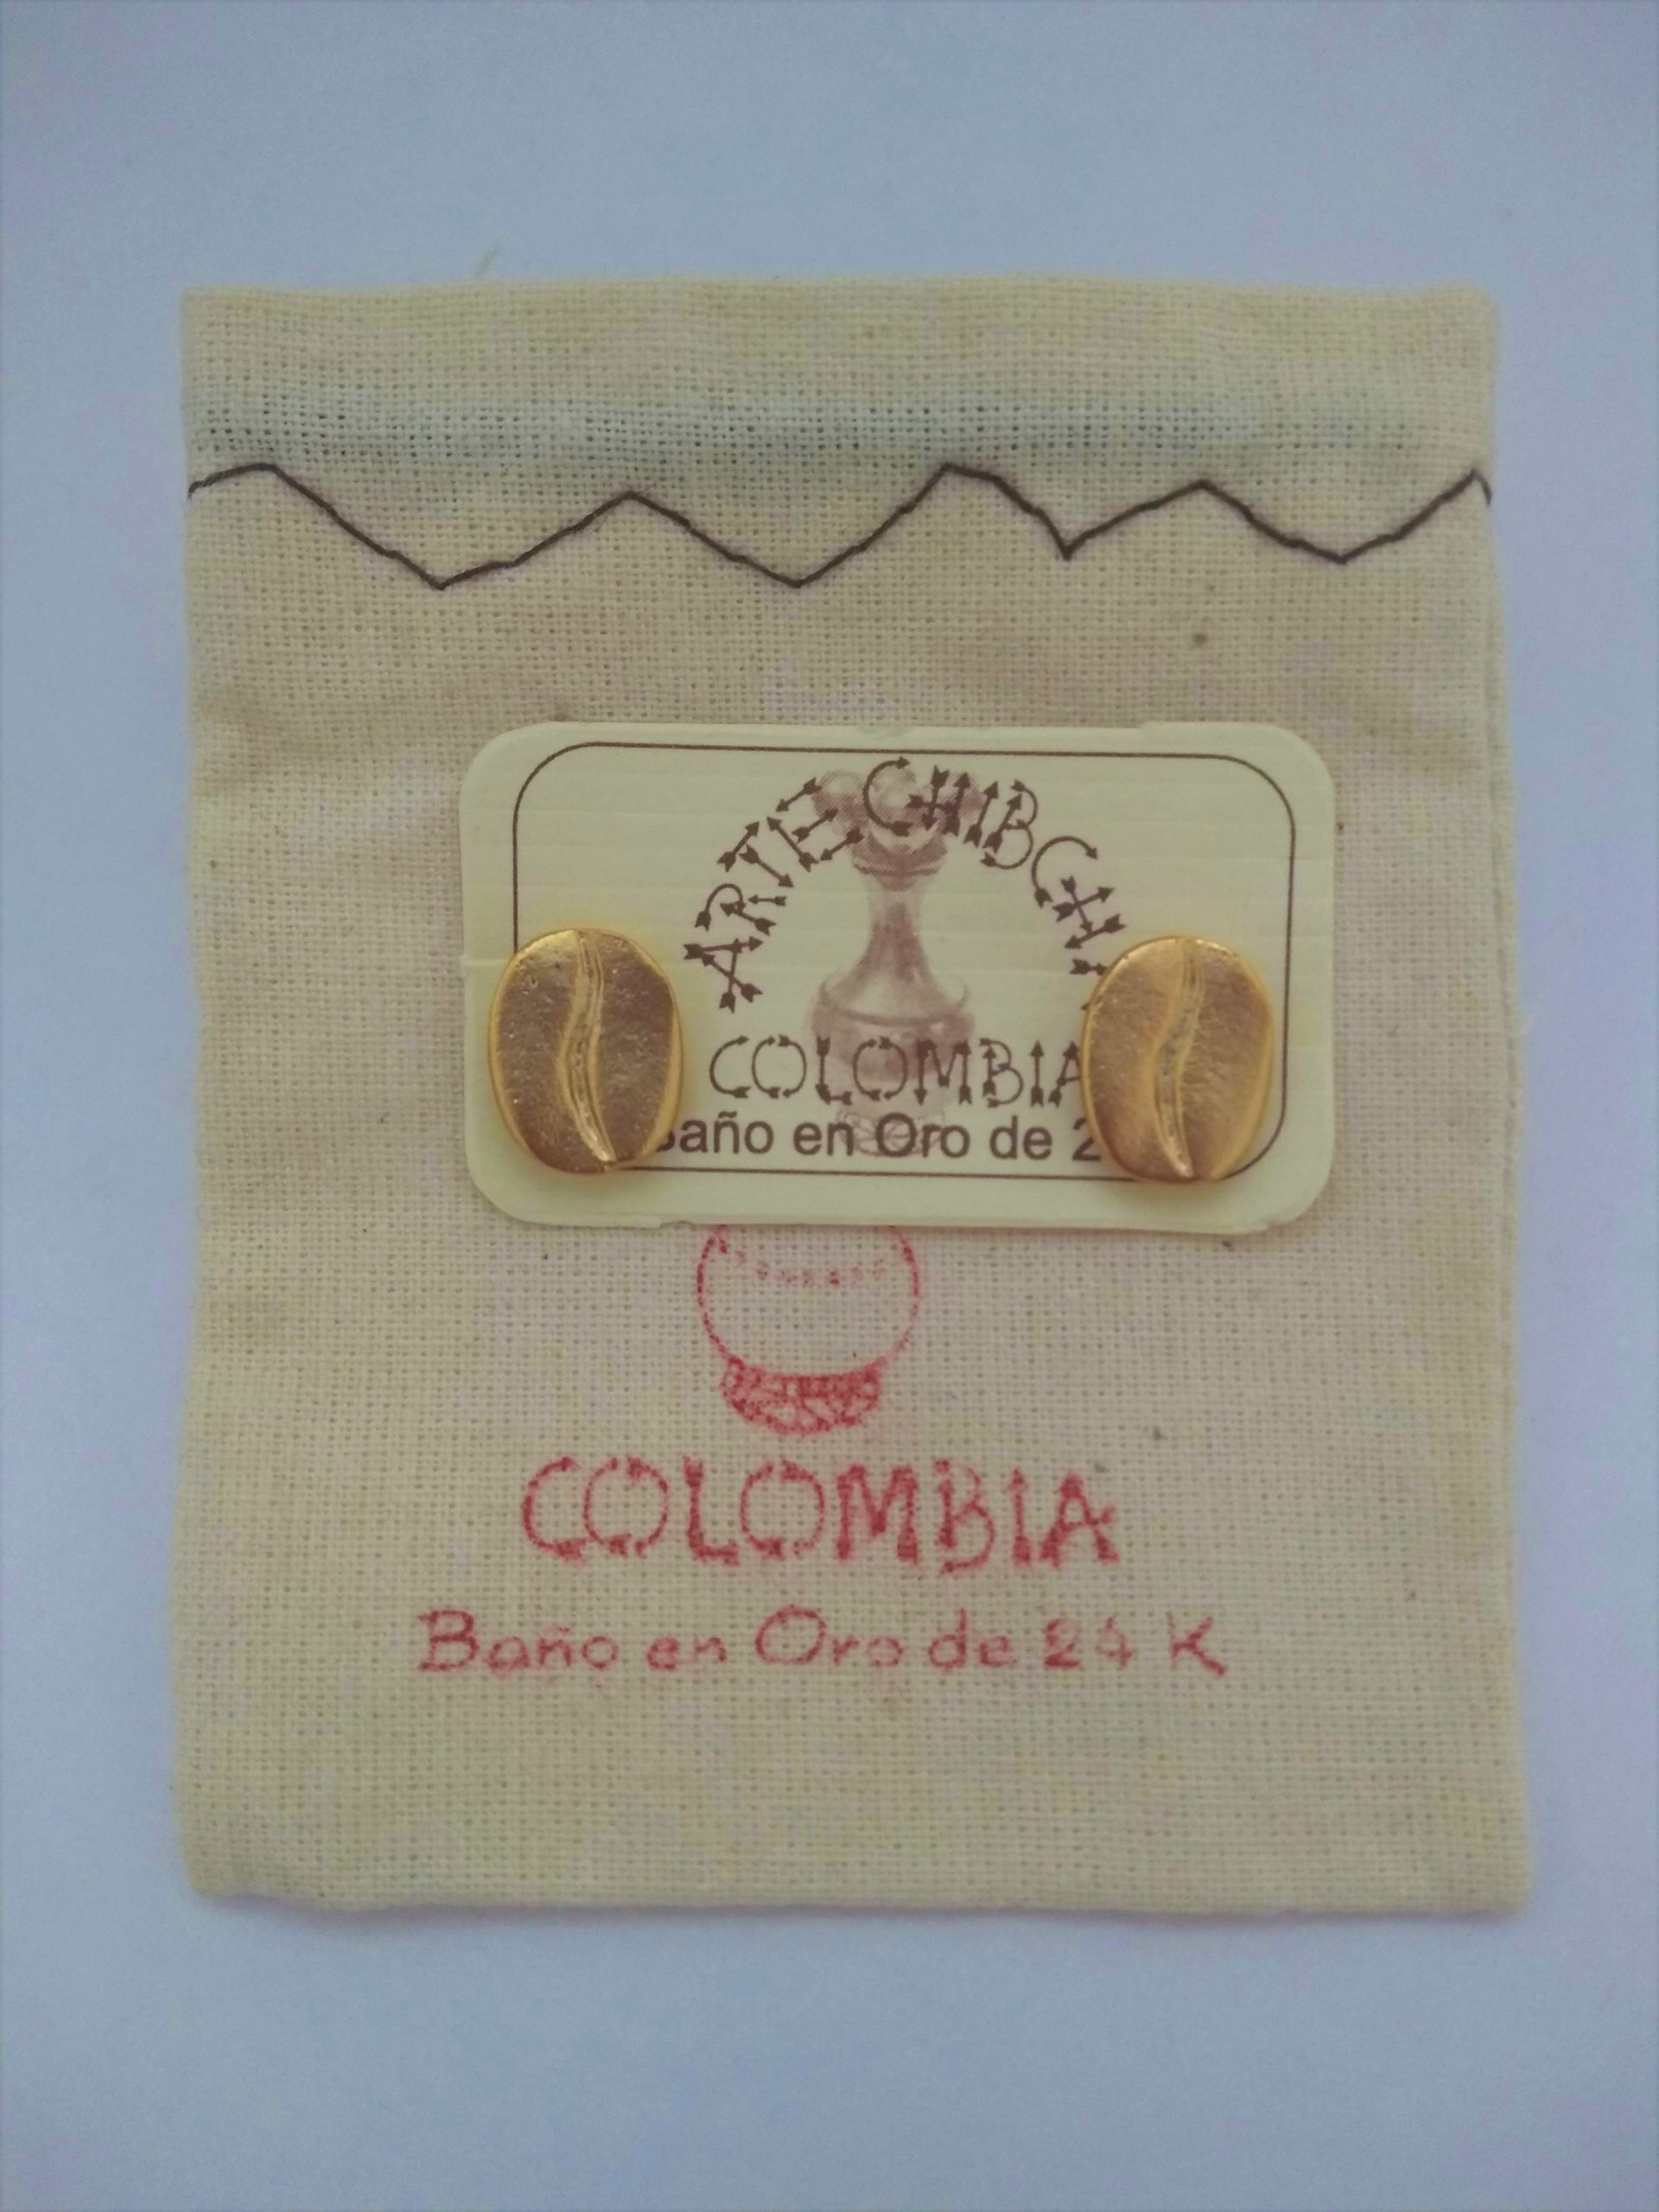 ARTE CHIBCHA
COLOMBIA
Baño en Oro de 2
COLOMBIA
Baño en Oro de 24 K